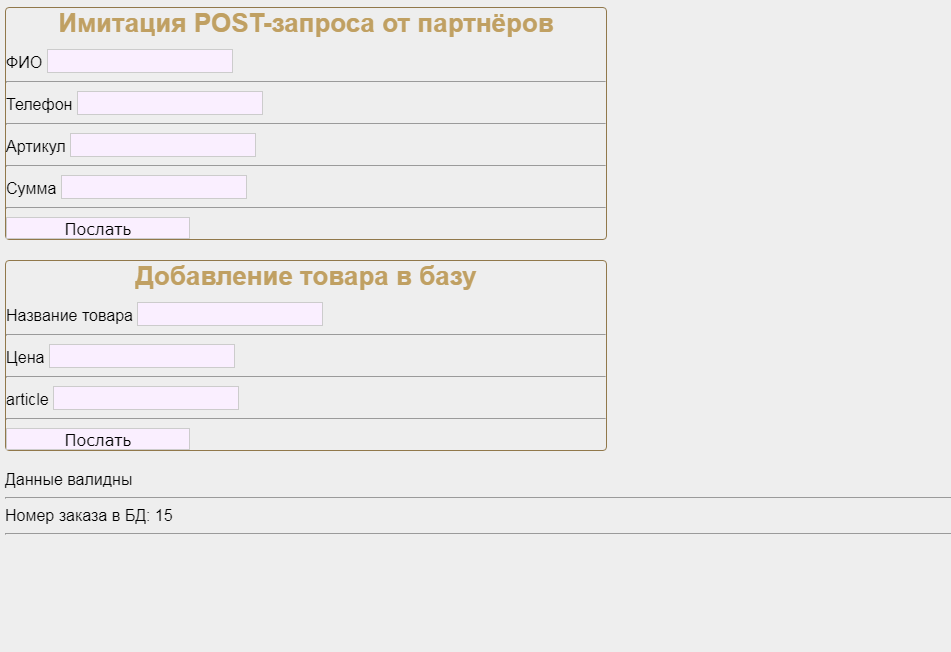 Имитация POST-запроса от партнёров
ФИО
Телефон
Артикул
Сумма
Послать
Добавление товара в базу
Название товара
Цена
article
Послать
Данные валидны
Номер заказа в БД: 15